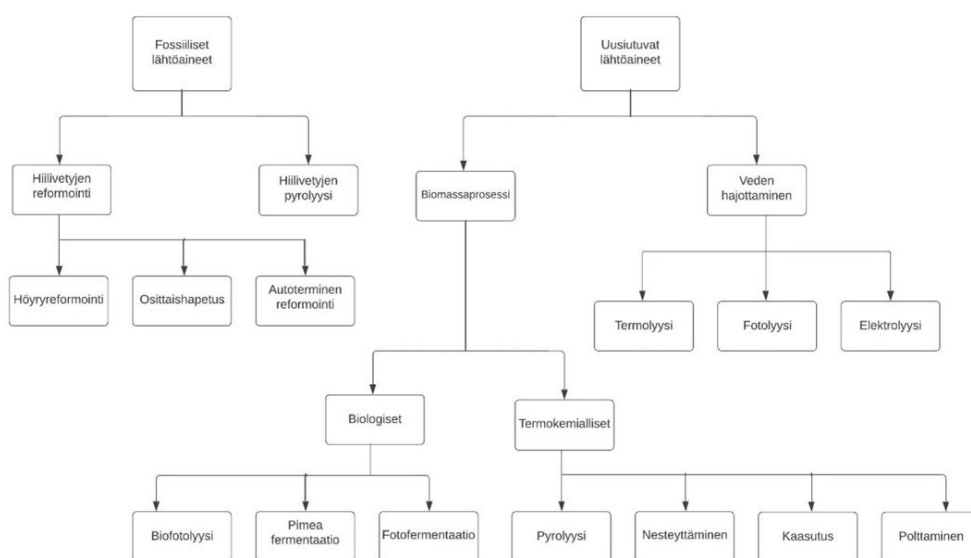 Fossiiliset
lähtöaineet
Uusiutuvat
lähtöaineet
Hiilivetyjen
reformointi
Hiilivetyjen
pyrolyysi
Biomassaprosessi
Veden
hajottaminen
Höyryreformointi
Osittaishapetus
Autoterminen
reformointi
Termolyysi
Fotolyysi
Elektrolyysi
Biologiset
Termokemialliset
Biofotolyysi
Pimea
fermentaatio
Fotofermentaatio
Pyrolyysi
Nesteyttäminen
Kaasutus
Polttaminen